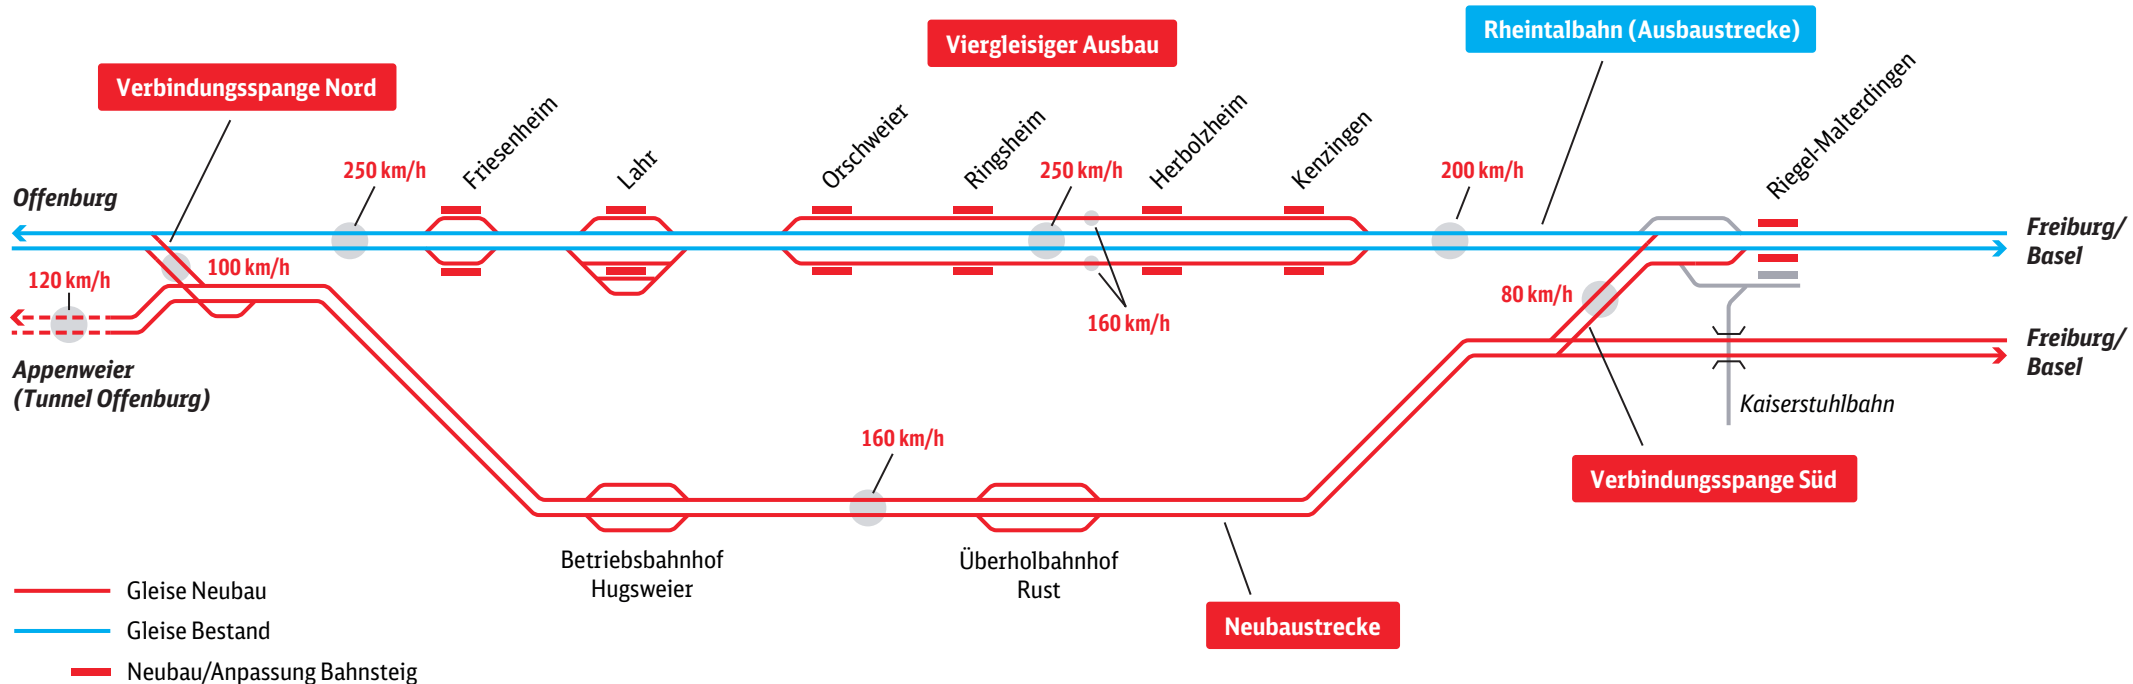 Rheintalbahn (Ausbaustrecke)
Viergleisiger Ausbau
Verbindungsspange Nord
Friesenheim
Lahr
Orschweier
Ringsheim
Herbolzheim
Kenzingen
Riegel-Malterdingen
250 km/h
250 km/h
200 km/h
Offenburg
Freiburg/
Basel
100 km/h
120 km/h
80 km/h
160 km/h
Freiburg/
Basel
Appenweier
(Tunnel Offenburg)
Kaiserstuhlbahn
160 km/h
Verbindungsspange Süd
Betriebsbahnhof
Hugsweier
Überholbahnhof
Rust
Neubaustrecke
Gleise Neubau
Gleise Bestand
Neubau/Anpassung Bahnsteig